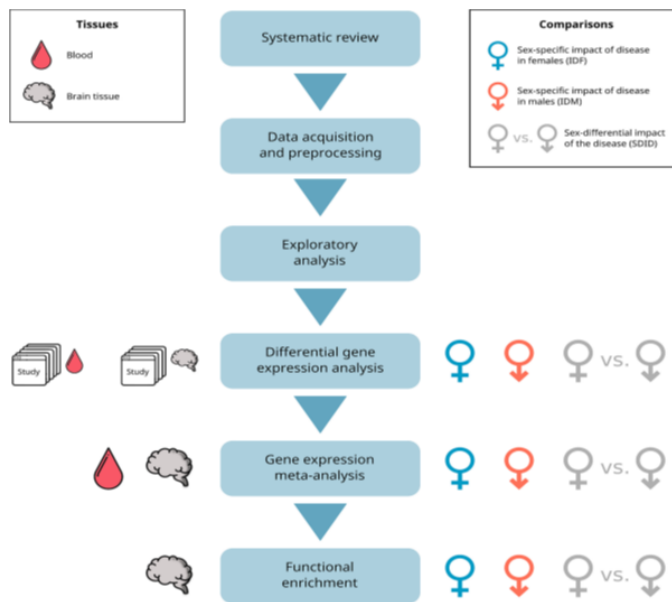 Tissues
Blood
Brain tissue
Systematic review
Comparisons
Sex-specific impact of disease
in females (IDF)
Sex-specific impact of disease
in males (IDM)
vs.
Sex-differential impact
of the disease (SDID)
Data acquisition
and preprocessing
Exploratory
analysis
Study
Study
Differential gene
expression analysis
vs.
Gene expression
meta-analysis
vs.
Functional
enrichment
vs.